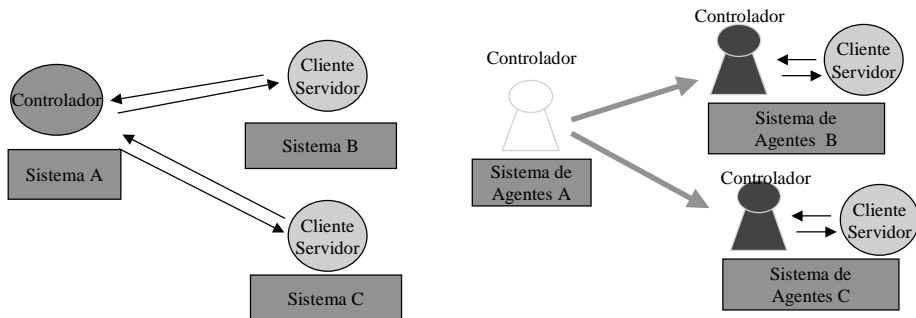 Controlador
Sistema A
Cliente
Servidor
Sistema B
Cliente
Servidor
Sistema C
Controlador
Sistema de
Agentes A
Controlador
Cliente
Servidor
Sistema de
Agentes  B
Controlador
Cliente
Servidor
Sistema de
Agentes C